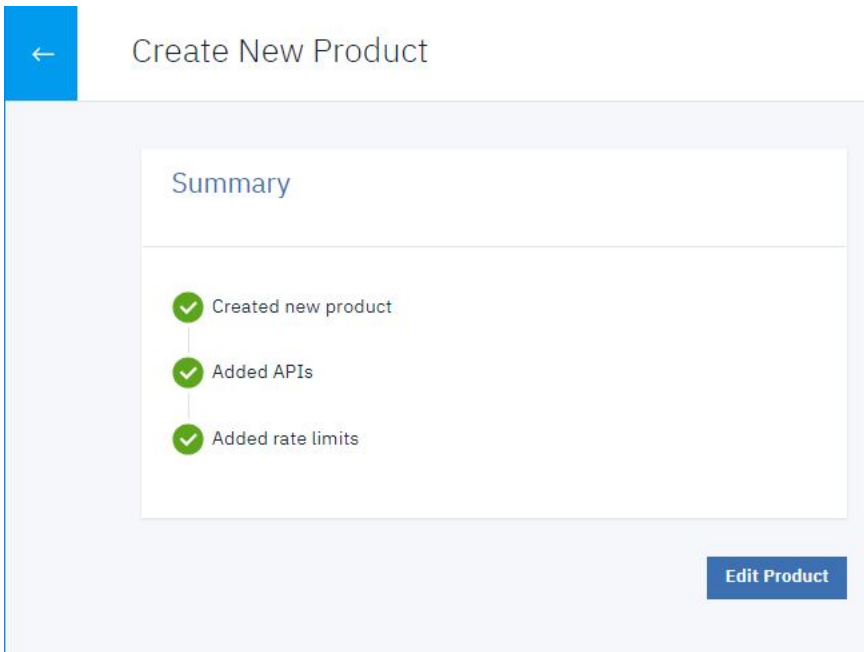 Create New Product
Summary
Created new product
Added APIs
Added rate limits
Edit Product